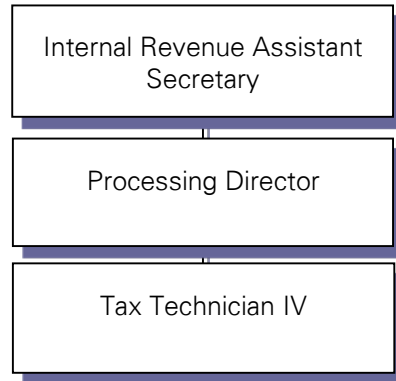 Internal Revenue Assistant
Secretary
Processing Director
Tax Technician IV